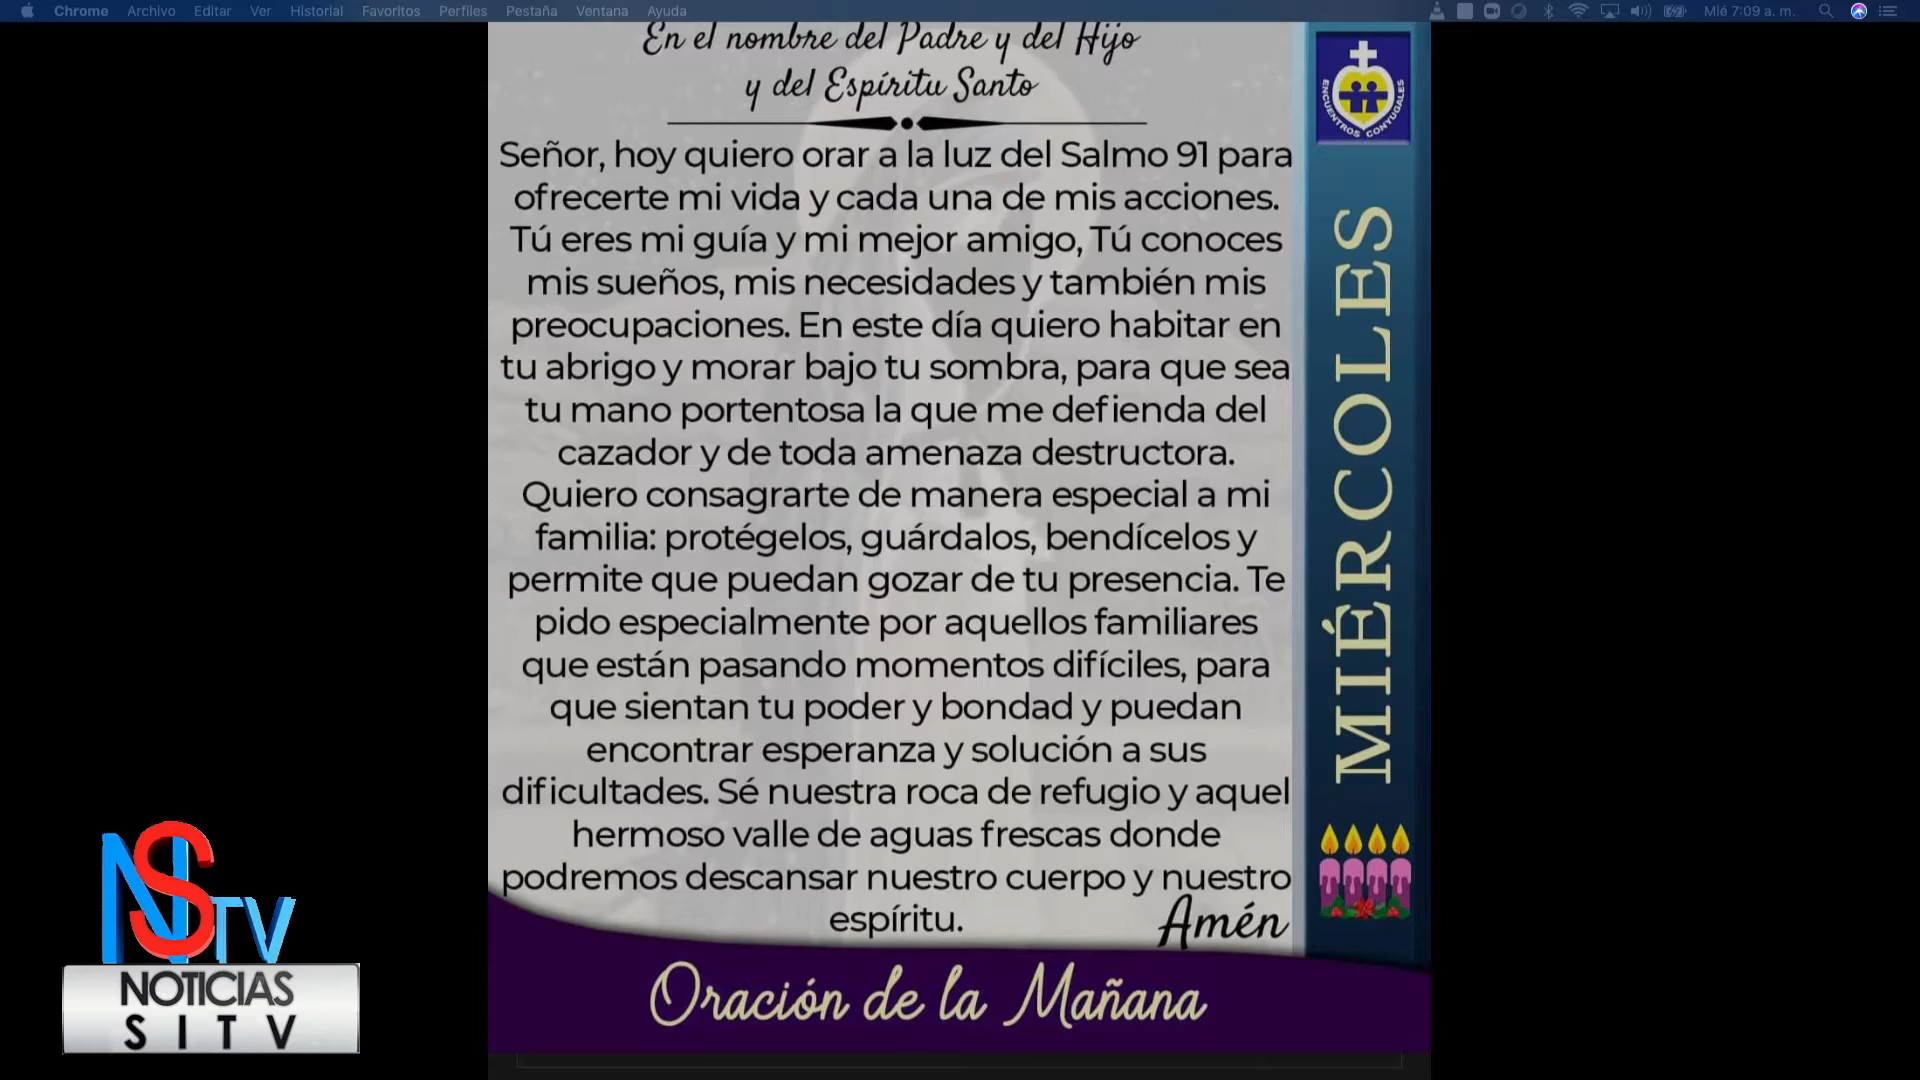 Chrome Archivo Editar Ver Historial Favoritos Perfiles Pestaña Ventana Ayuda
Mié 7:09 a. m.
En el nombre del Padre y del Hijo
y del Espíritu Santo
Señor, hoy quiero orar a la luz del Salmo 91 para
ofrecerte mi vida y cada una de mis acciones.
Tú eres mi guía y mi mejor amigo, Tú conoces
mis sueños, mis necesidades y también mis
preocupaciones. En este día quiero habitar en
tu abrigo y morar bajo tu sombra, para que sea
tu mano portentosa la que me defienda del
cazador y de toda amenaza destructora.
Quiero consagrarte de manera especial a mi
familia: protégelos, guárdalos, bendícelos y
permite que puedan gozar de tu presencia. Te
pido especialmente por aquellos familiares
que están pasando momentos difíciles, para
que sientan tu poder y bondad y puedan
encontrar esperanza y solución a sus
dificultades. Sé nuestra roca de refugio y aquel
hermoso valle de aguas frescas donde
podremos descansar nuestro cuerpo y nuestro
espíritu.
Amén
Oración de la Mañana
ENCUENTROS CONYUGALES
MIÉRCOLES
NSTV
NOTICIAS
SITV